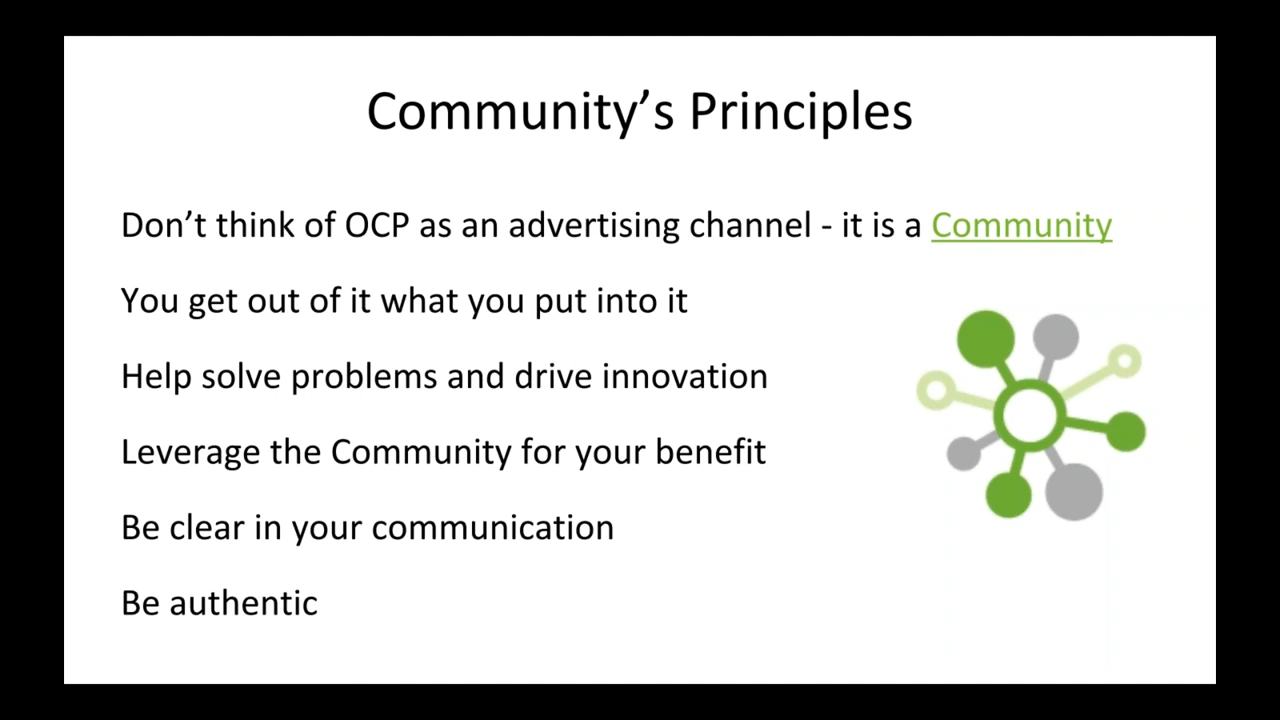 Community’s Principles
Don’t think of OCP as an advertising channel - it is a Community
You get out of it what you put into it
Help solve problems and drive innovation
Leverage the Community for your benefit
Be clear in your communication
Be authentic